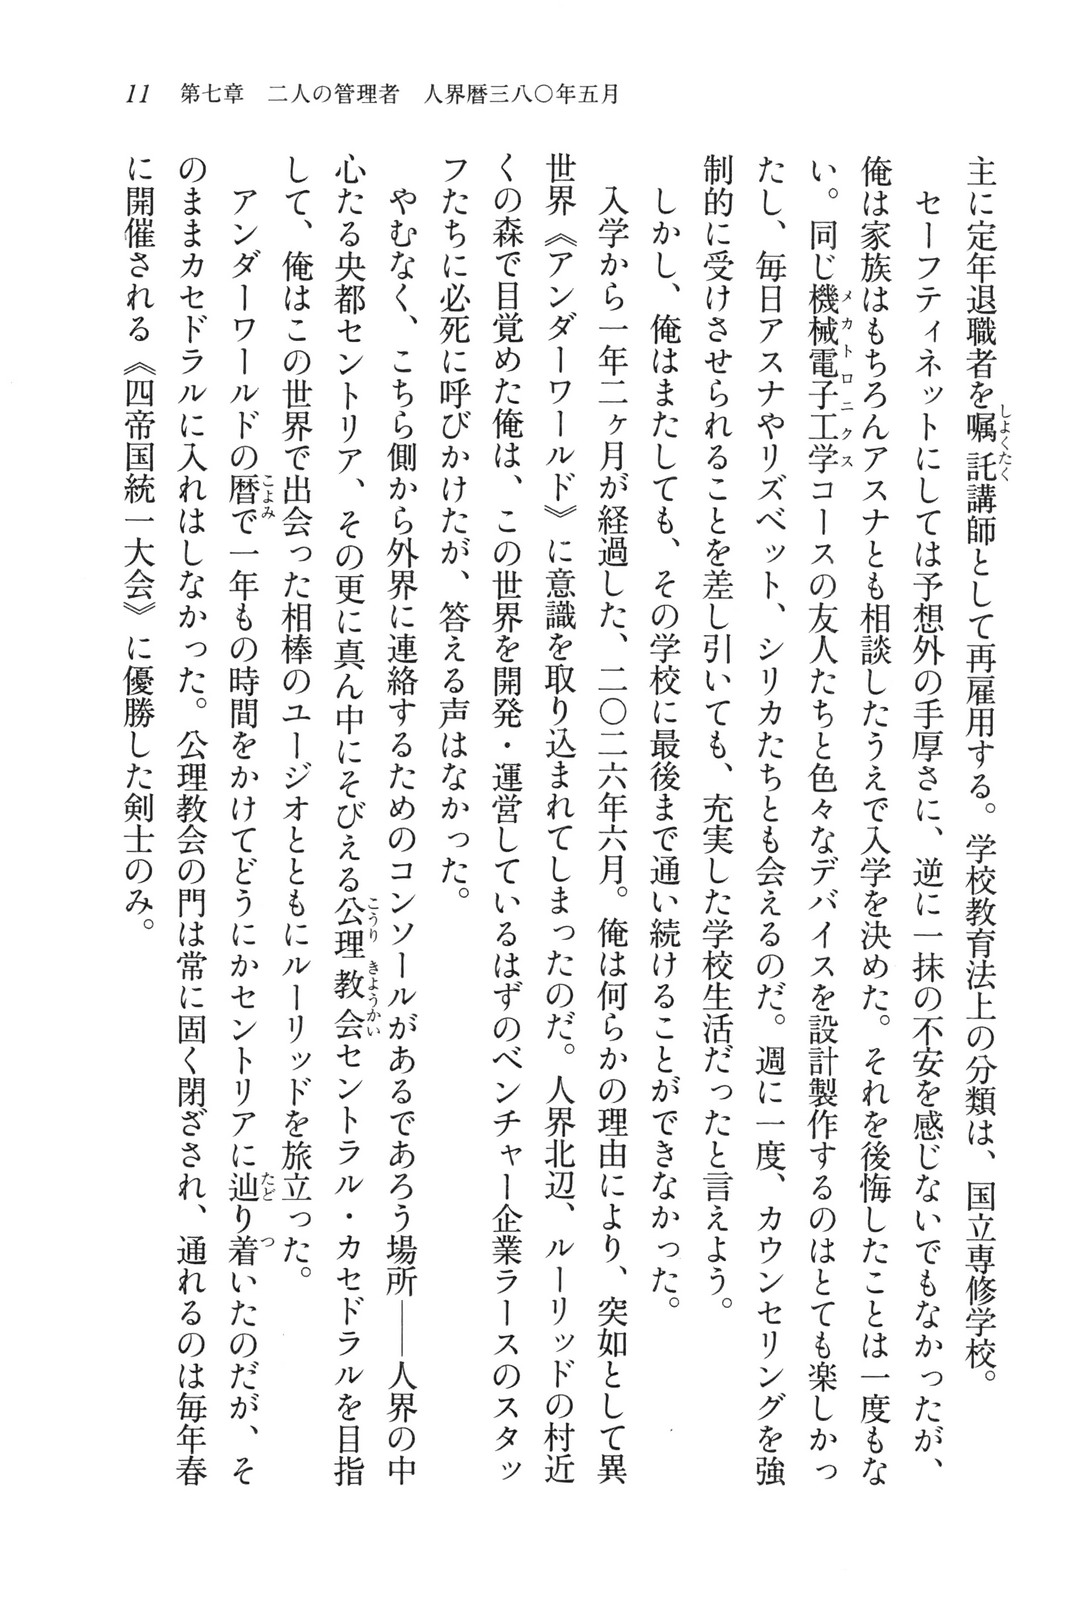 11　第七章　二人の管理者　人界暦三八〇年五月
主に定年退職者を嘱託講師として再雇用する。学校教育法上の分類は、国立専修学校。
　セーフティネットにしては予想外の手厚さに、逆に一抹の不安を感じないでもなかったが、
俺は家族はもちろんアスナとも相談したうえで入学を決めた。それを後悔したことは一度もな
い。同じ機械電子工学コースの友人たちと色々なデバイスを設計製作するのはとても楽しかっ
たし、毎日アスナやリズベット、シリカたちとも会えるのだ。週に一度、カウンセリングを強
制的に受けさせられることを差し引いても、充実した学校生活だったと言えよう。
　しかし、俺はまたしても、その学校に最後まで通い続けることができなかった。
　入学から一年二ヶ月が経過した、二〇二六年六月。俺は何らかの理由により、突如として異
世界《アンダーワールド》に意識を取り込まれてしまったのだ。人界北辺、ルーリッドの村近
くの森で目覚めた俺は、この世界を開発・運営しているはずのベンチャー企業ラースのスタッ
フたちに必死に呼びかけたが、答える声はなかった。
　やむなく、こちら側から外界に連絡するためのコンソールがあるであろう場所――人界の中
心たる央都セントリア、その更に真ん中にそびえる公理教会セントラル・カセドラルを目指
して、俺はこの世界で出会った相棒のユージオとともにルーリッドを旅立った。
　アンダーワールドの暦で一年もの時間をかけてどうにかセントリアに辿り着いたのだが、そ
のままカセドラルに入れはしなかった。公理教会の門は常に固く閉ざされ、通れるのは毎年春
に開催される《四帝国統一大会》に優勝した剣士のみ。